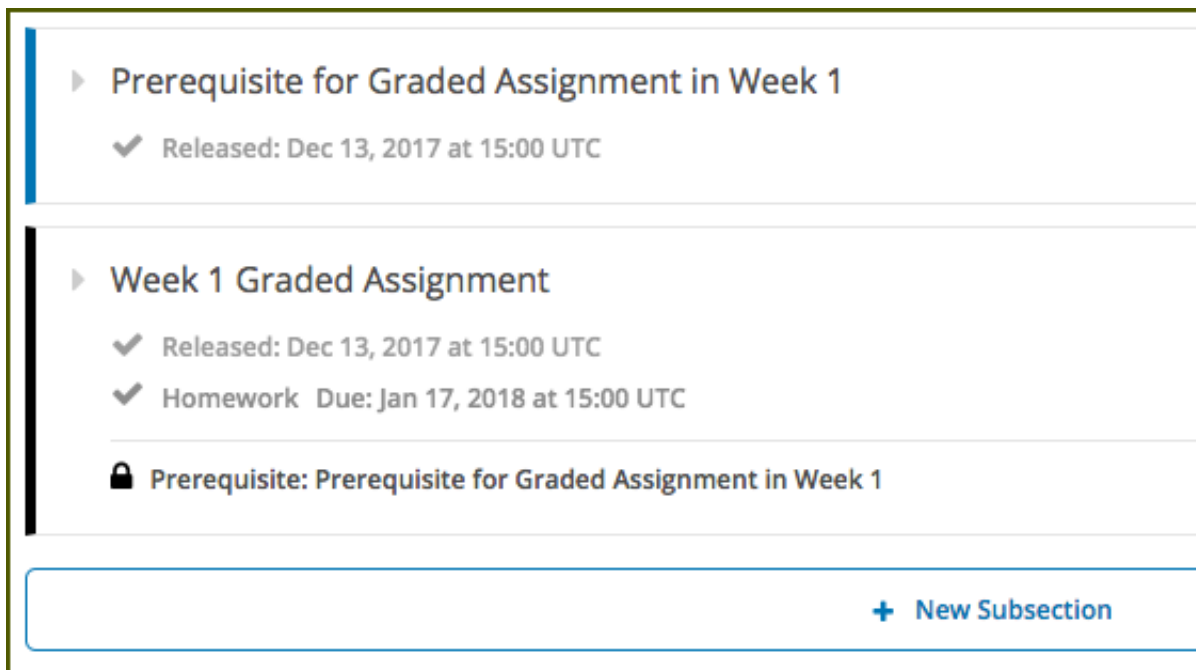 Prerequisite for Graded Assignment in Week 1
Released: Dec 13, 2017 at 15:00 UTC
Week 1 Graded Assignment
Released: Dec 13, 2017 at 15:00 UTC
Homework Due: Jan 17, 2018 at 15:00 UTC
Prerequisite: Prerequisite for Graded Assignment in Week 1
+ New Subsection